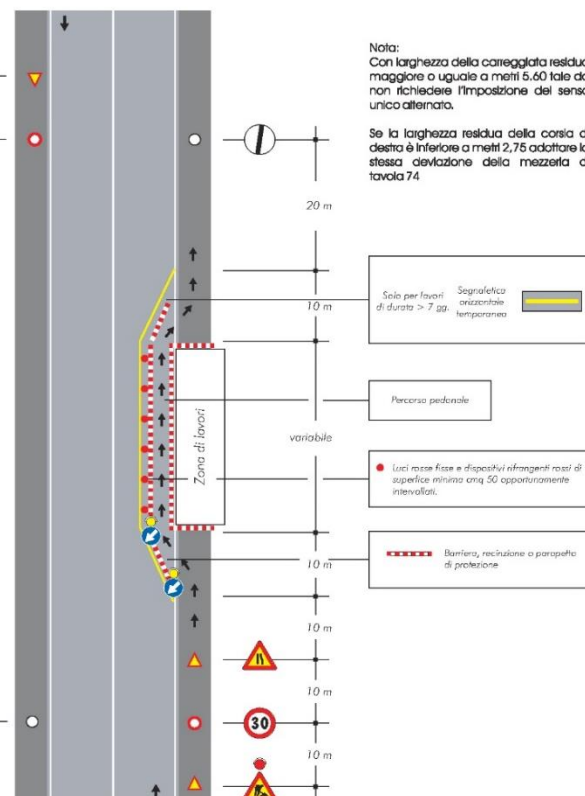 Nota:
Con larghezza della carreggiata residua
maggiore o uguale a metri 5.60 tale da
non richiedere l'imposizione del senso
unico alternato.
Se la larghezza residua della corsia di
destra è inferiore a metri 2,75 adottare la
stessa deviazione della mezzeria di
tavola 74
20 m
10 m
Solo per lavori
di durata > 7 gg.
Segnaletica
orizzontale
temporanea
Zona di lavori
Percorso pedonale
variabile
Luci rosse fisse e dispositivi rifrangenti rossi di
superfice minima cmq 50 opportunamente
intervallati.
Barriera, recinzione o parapetto
di protezione
10 m
10 m
10 m
30
10 m